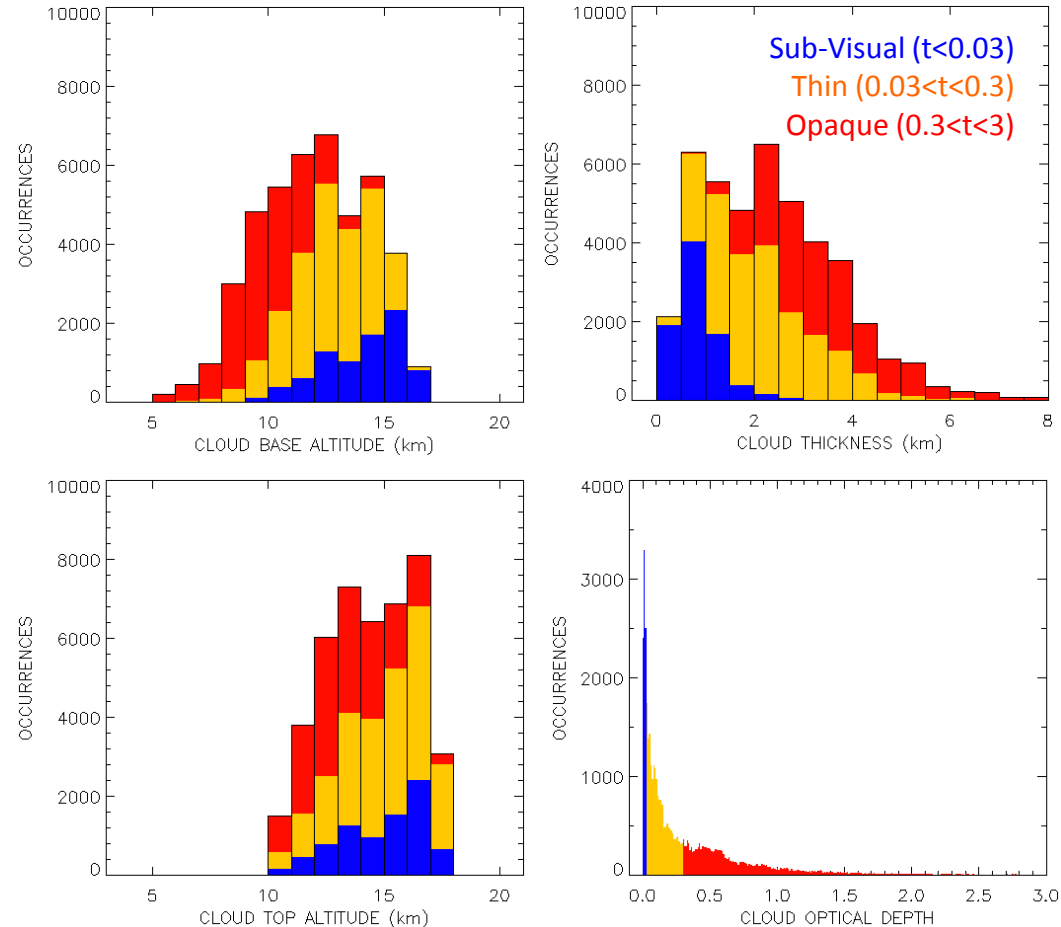 10000
8000
6000
4000
2000
0
OCCURRENCES
5 10 15 20
CLOUD BASE ALTITUDE (km)
10000
8000
6000
4000
2000
0
OCCURRENCES
Sub-Visual (t<0.03)
Thin (0.03<t<0.3)
Opaque (0.3<t<3)
0 2 4 6 8
CLOUD THICKNESS (km)
10000
8000
6000
4000
2000
0
OCCURRENCES
5 10 15 20
CLOUD TOP ALTITUDE (km)
4000
3000
2000
1000
0
OCCURRENCES
0.0 0.5 1.0 1.5 2.0 2.5 3.0
CLOUD OPTICAL DEPTH